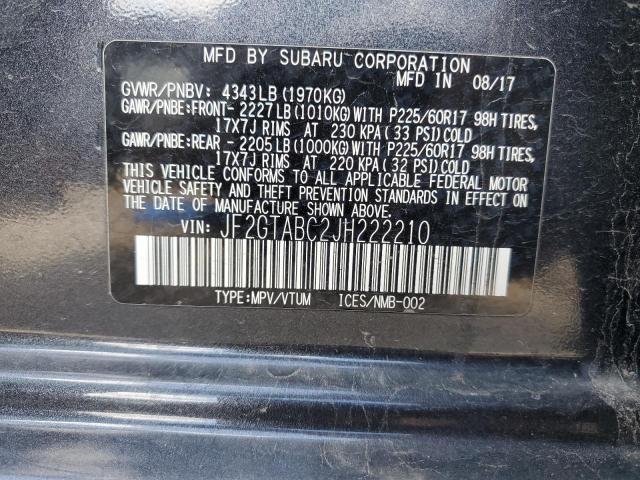 MFD BY SUBARU CORPORATION
MFD IN 08/17
GVWR/PNBV: 4343LB (1970KG)
GAWR/PNBE: FRONT- 2227 LB (1010KG) WITH P225/60R17 98H TIRES,
17X7J RIMS AT 230 KPA (33 PSI) COLD
GAWR/PNBE: REAR - 2205 LB (1000KG) WITH P225/60R17 98H TIRES,
17X7J RIMS AT 220 KPA (32 PSI) COLD
THIS VEHICLE CONFORMS TO ALL APPLICABLE FEDERAL MOTOR
VEHICLE SAFETY AND THEFT PREVENTION STANDARDS IN EFFECT ON
THE DATE OF MANUFACTURE SHOWN ABOVE.
VIN: JF2GTABC2JH222210
TYPE: MPV/VTUM ICES/NMB-002